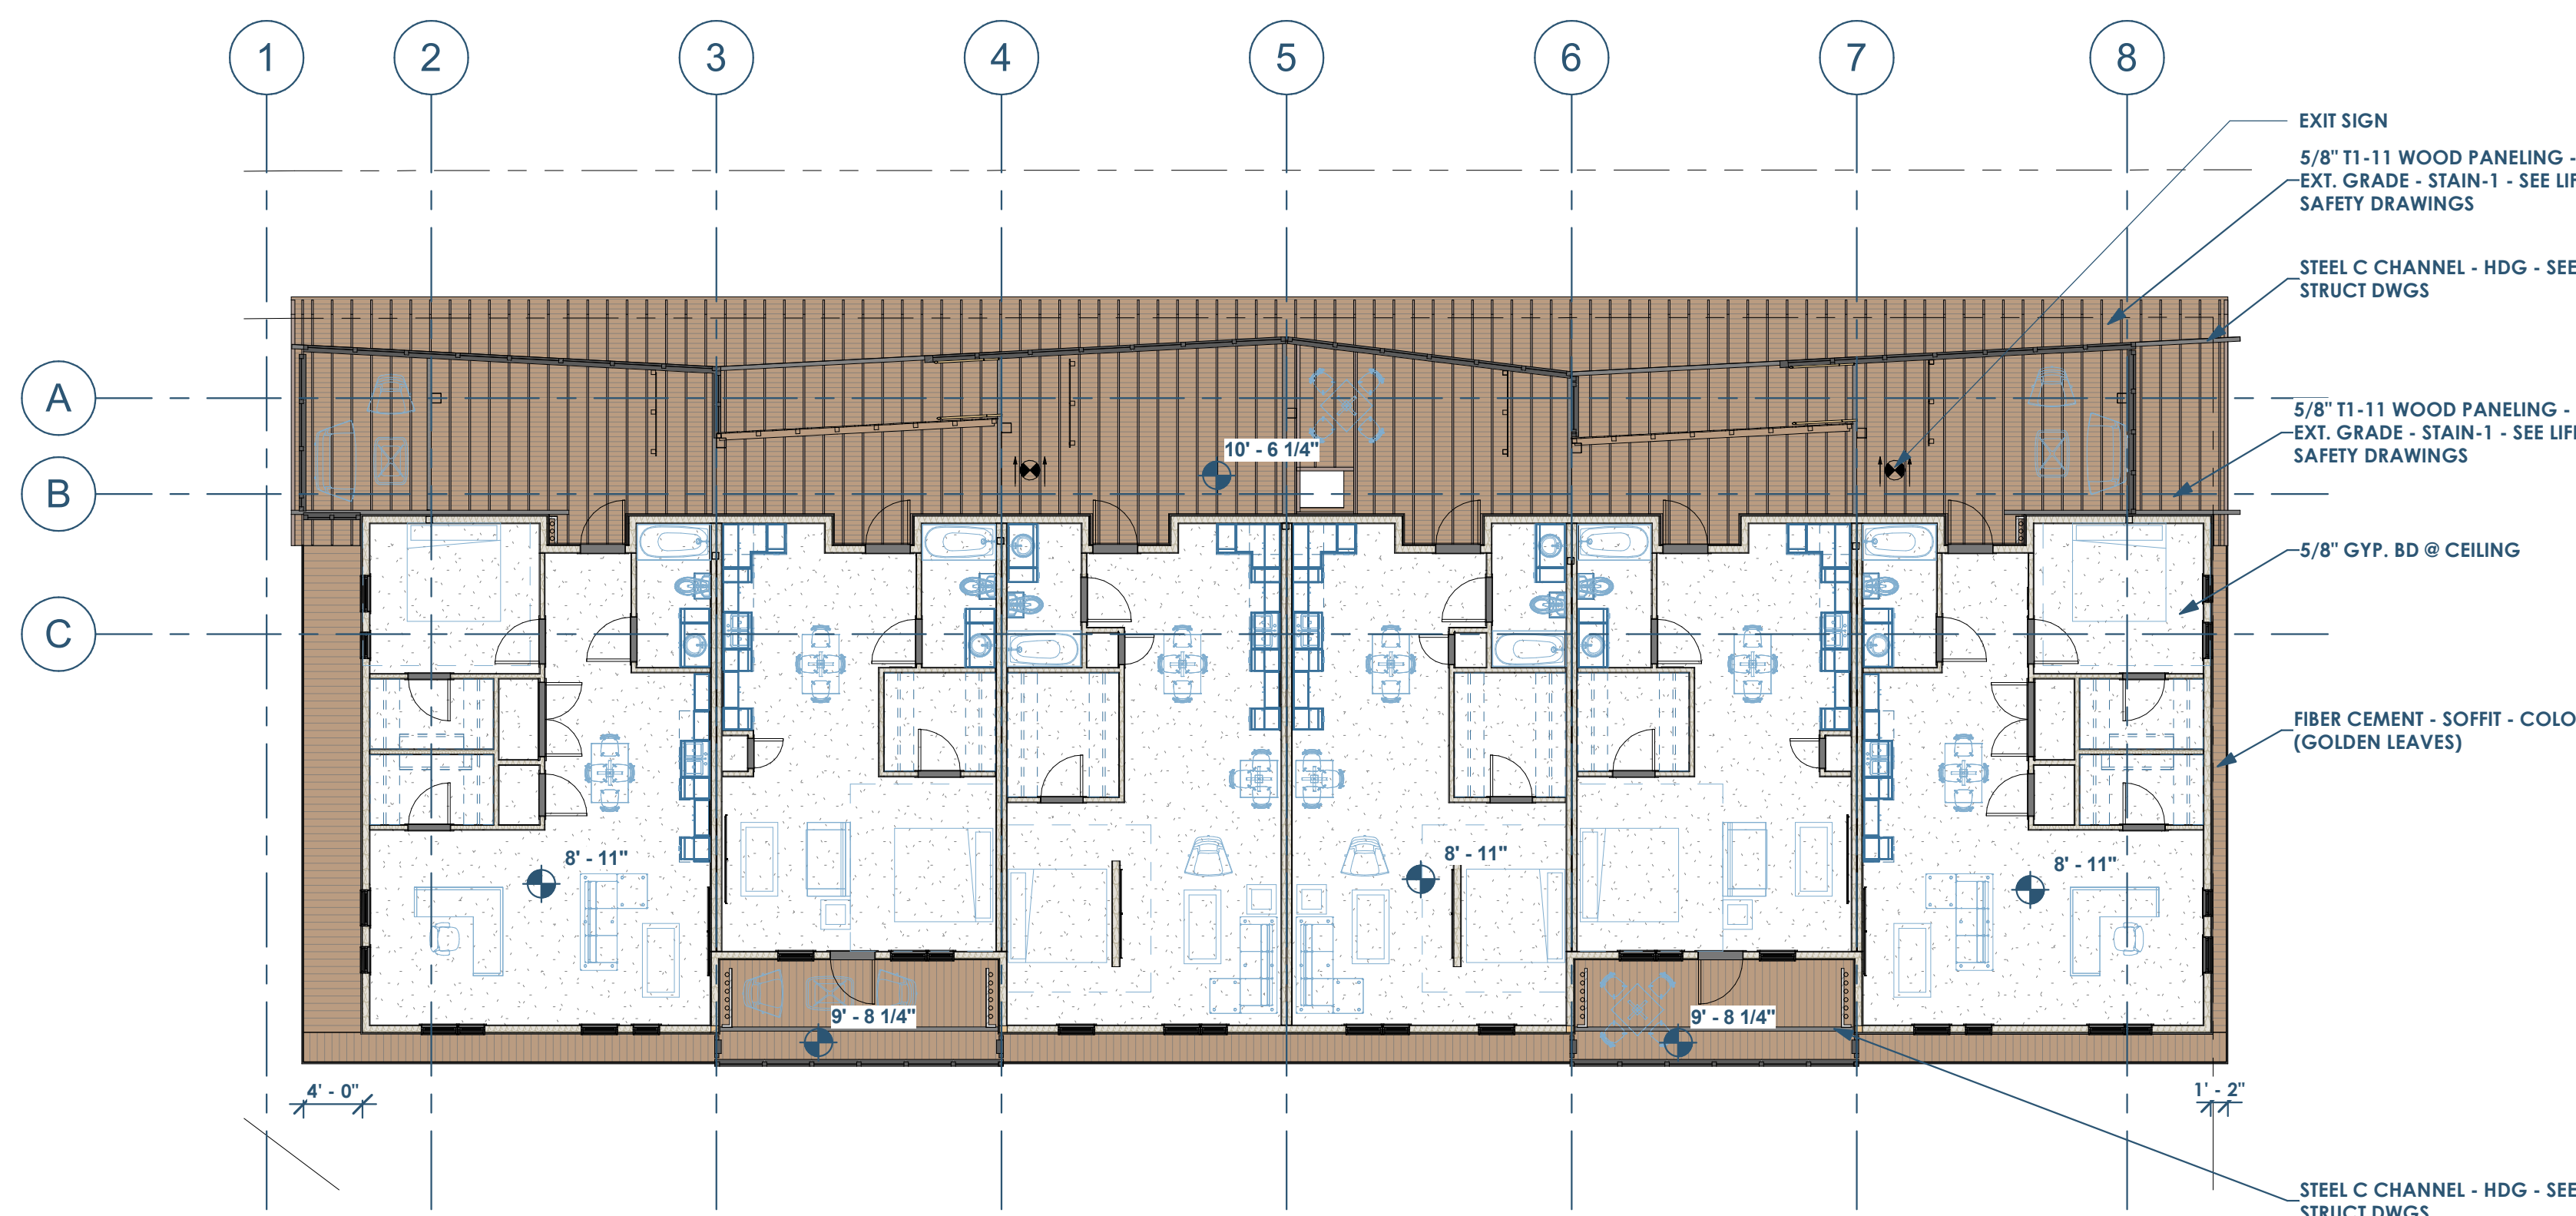 1 2 3 4 5 6 7 8
EXIT SIGN
5/8" T1-11 WOOD PANELING -
EXT. GRADE - STAIN-1 - SEE
SAFETY DRAWINGS
STEEL C CHANNEL - HDG - SEE
STRUCT DWGS
A
5/8" T1-11 WOOD PANELING -
EXT. GRADE - STAIN-1 - SEE
SAFETY DRAWINGS
10' - 6 1/4"
B
5/8" GYP. BD @ CEILING
C
FIBER CEMENT - SOFFIT -
(GOLDEN LEAVES)
8' - 11"
8' - 11"
8' - 11"
9' - 8 1/4"
9' - 8 1/4"
4' - 0"
1' - 2"
STEEL C CHANNEL - HDG - SEE
STRUCT DWGS